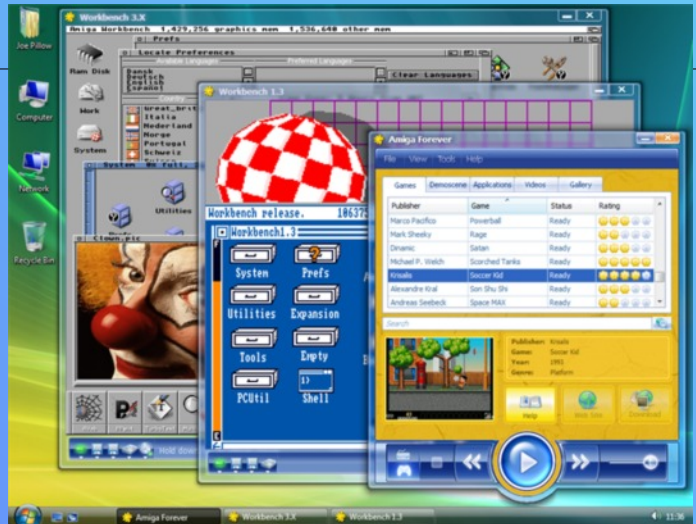 Joe Pillow
Computer
Network
Recycle Bin
Workbench 3.X
Amiga Workbench 1,429,256 graphics mem 1,536,640 other mem
Prefs
Locale Preferences
Available Languages
Preferred Languages
Dansk
Deutsch
English
Español
Clear Languages
Country
Italia
Nederland
Norge
Portugal
Schweiz
Ram Disk
Work
System
System
Utilities
Clown.pic
Hold down
Workbench 1.3
Workbench release.
Workbench1.3
System
Prefs
Utilities
Expansion
Tools
Empty
PCUtil
Shell
Amiga Forever
File View Tools Help
Games Demoscene Applications Videos Gallery
Publisher Game Status Rating
Marco Pacifico Powerball Ready
Mark Sheeky Rage Ready
Dinamic Satan Ready
Michael P. Welch Scorched Tanks Ready
Krisalis Soccer Kid Ready
Alexandre Kral Son Shu Shi Ready
Andreas Seebeck Space MAX Ready
Search
Publisher: Krisalis
Game: Soccer Kid
Year: 1993
Genre: Platform
Help
Web Site
Download
Amiga Forever
Workbench 3.X
Workbench 1.3
11:36